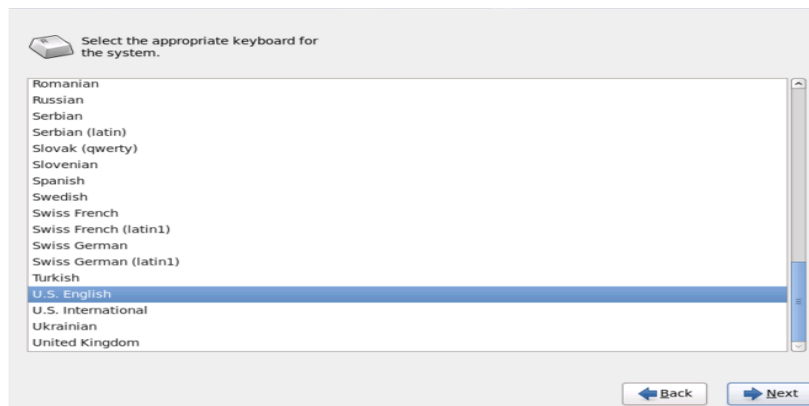 Select the appropriate keyboard for
the system.
Romanian
Russian
Serbian
Serbian (latin)
Slovak (qwerty)
Slovenian
Spanish
Swedish
Swiss French
Swiss French (latin1)
Swiss German
Swiss German (latin1)
Turkish
U.S. English
U.S. International
Ukrainian
United Kingdom
Back
Next